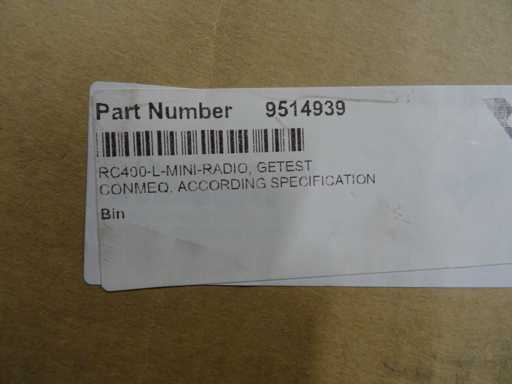 Part Number 9514939
RC400-L-MINI-RADIO, GETEST
CONMEQ, ACCORDING SPECIFICATION
Bin